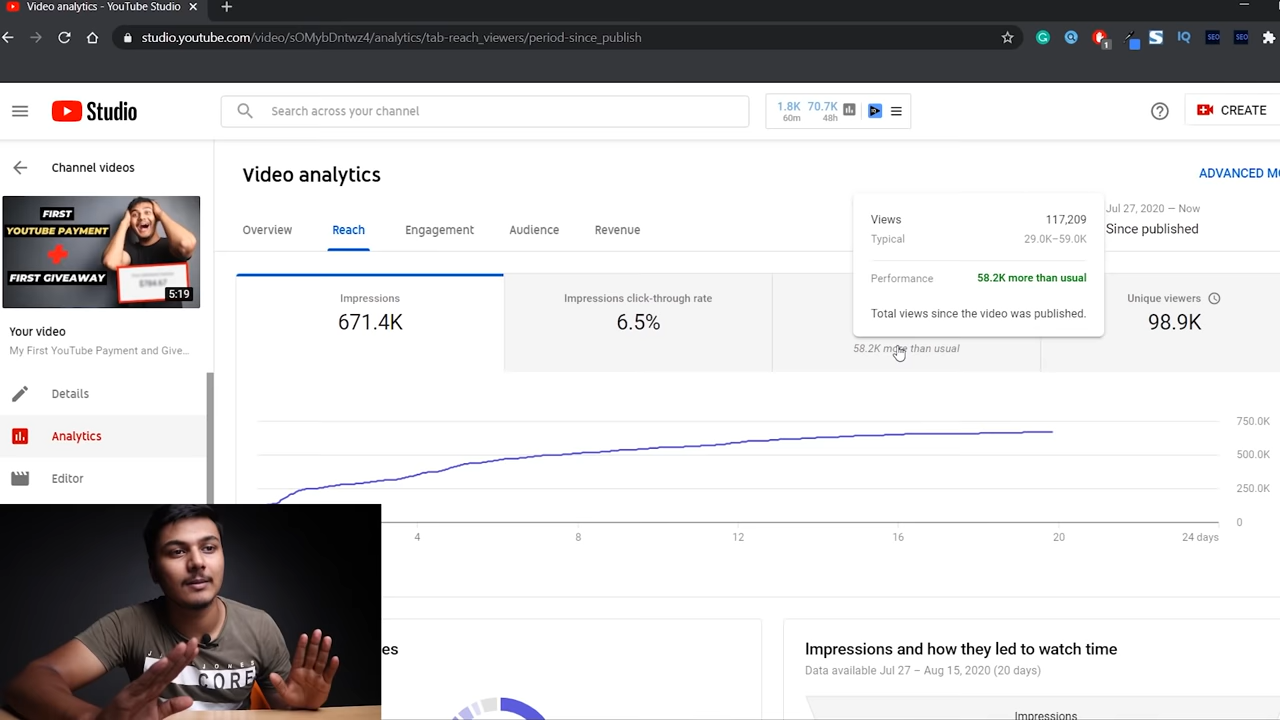 Video analytics - YouTube Studio
studio.youtube.com/video/sOMybDntwz4/analytics/tab-reach_viewers/period-since_publish
1
SEO
SEO
Studio
Search across your channel
1.8K 70.7K
60m 48h
CREATE
Channel videos
Video analytics
ADVANCED MO
FIRST
YOUTUBE PAYMENT
FIRST GIVEAWAY
5:19
Overview
Reach
Engagement
Audience
Revenue
Jul 27, 2020 – Now
Since published
Views 117,209
Typical 29.0K–59.0K
Performance 58.2K more than usual
Total views since the video was published.
Impressions
671.4K
Impressions click-through rate
6.5%
58.2K more than usual
Unique viewers
98.9K
Your video
My First YouTube Payment and Give...
Details
Analytics
Editor
750.0K
500.0K
250.0K
0
4 8 12 16 20 24 days
Impressions and how they led to watch time
Data available Jul 27 – Aug 15, 2020 (20 days)
Impressions
CORE